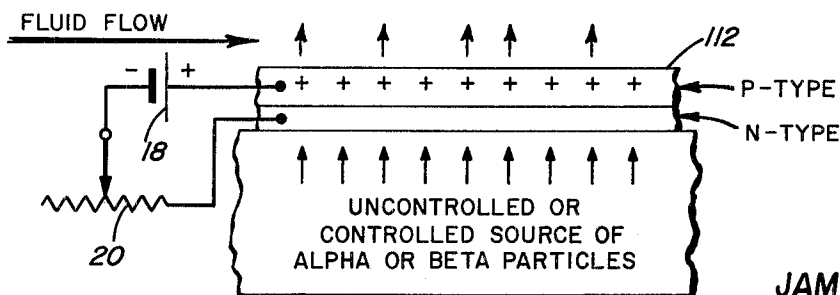 FLUID FLOW
112
- +
+ + + + + + + + +
P-TYPE
N-TYPE
18
20
UNCONTROLLED OR
CONTROLLED SOURCE OF
ALPHA OR BETA PARTICLES
JAM